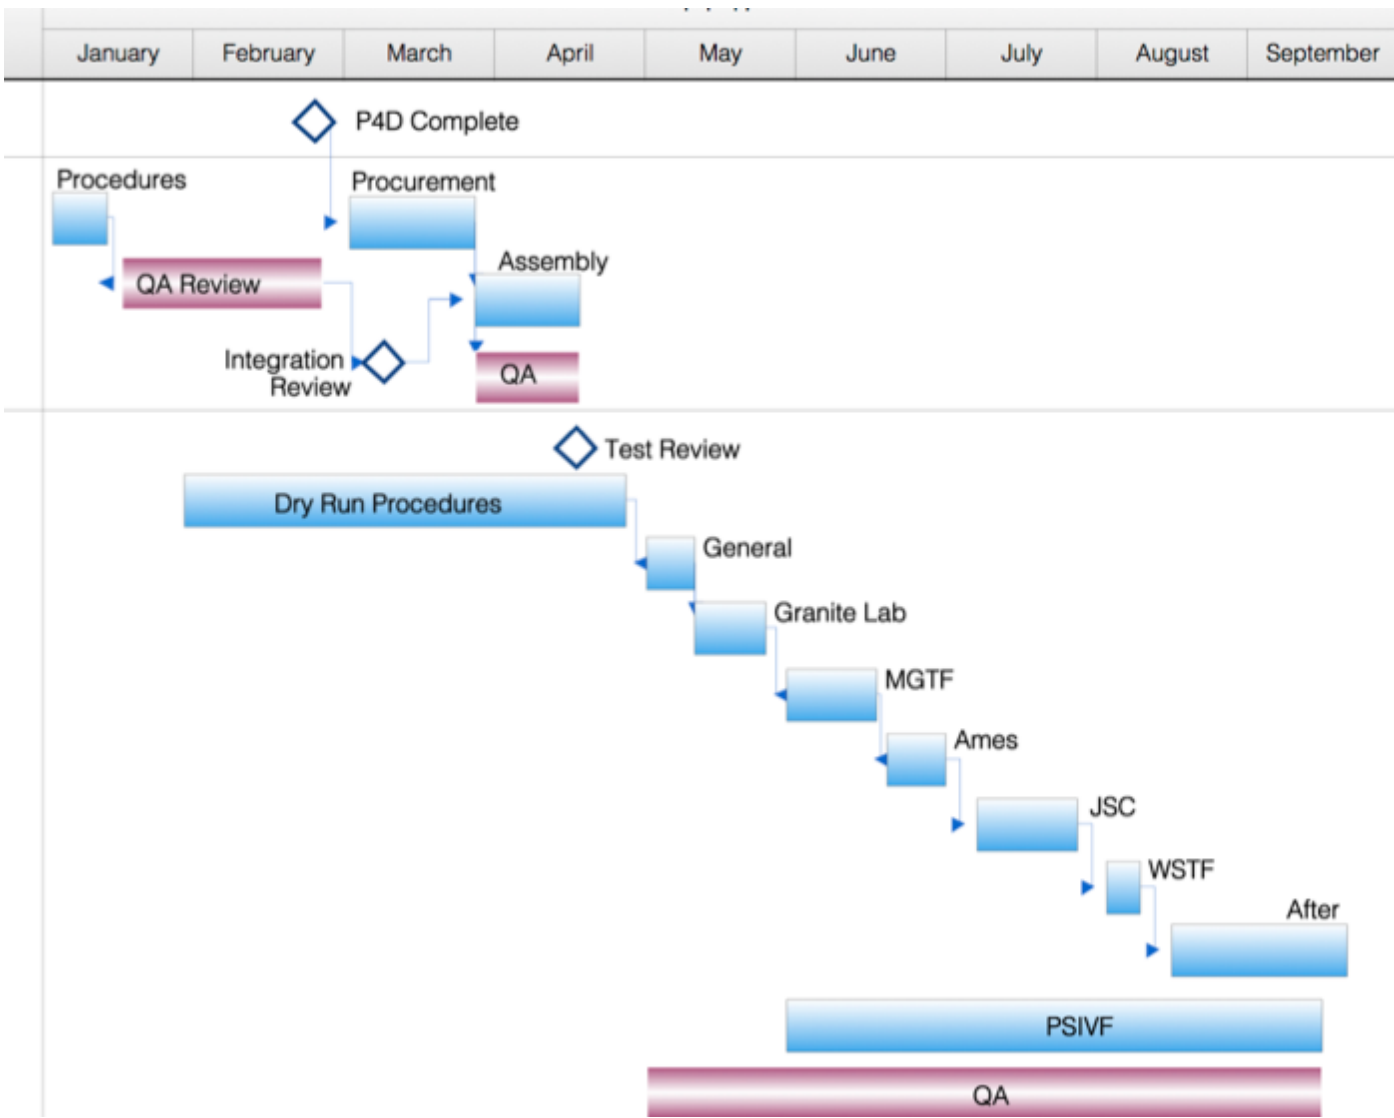 January February March April May June July August September
P4D Complete
Procedures
Procurement
QA Review
Assembly
Integration
Review
QA
Test Review
Dry Run Procedures
General
Granite Lab
MGTF
Ames
JSC
WSTF
After
PSIVF
QA